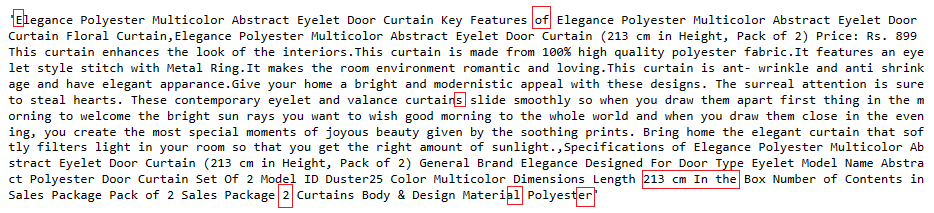 'Elegance Polyester Multicolor Abstract Eyelet Door Curtain Key Features of Elegance Polyester Multicolor Abstract Eyelet Door
Curtain Floral Curtain,Elegance Polyester Multicolor Abstract Eyelet Door Curtain (213 cm in Height, Pack of 2) Price: Rs. 899
This curtain enhances the look of the interiors.This curtain is made from 100% high quality polyester fabric.It features an eye
let style stitch with Metal Ring.It makes the room environment romantic and loving.This curtain is ant- wrinkle and anti shrink
age and have elegant apparance.Give your home a bright and modernistic appeal with these designs. The surreal attention is sure
to steal hearts. These contemporary eyelet and valance curtains slide smoothly so when you draw them apart first thing in the m
orning to welcome the bright sun rays you want to wish good morning to the whole world and when you draw them close in the even
ing, you create the most special moments of joyous beauty given by the soothing prints. Bring home the elegant curtain that sof
tly filters light in your room so that you get the right amount of sunlight.,Specifications of Elegance Polyester Multicolor Ab
stract Eyelet Door Curtain (213 cm in Height, Pack of 2) General Brand Elegance Designed For Door Type Eyelet Model Name Abstra
ct Polyester Door Curtain Set Of 2 Model ID Duster25 Color Multicolor Dimensions Length 213 cm In the Box Number of Contents in
Sales Package Pack of 2 Sales Package 2 Curtains Body & Design Material Polyester'